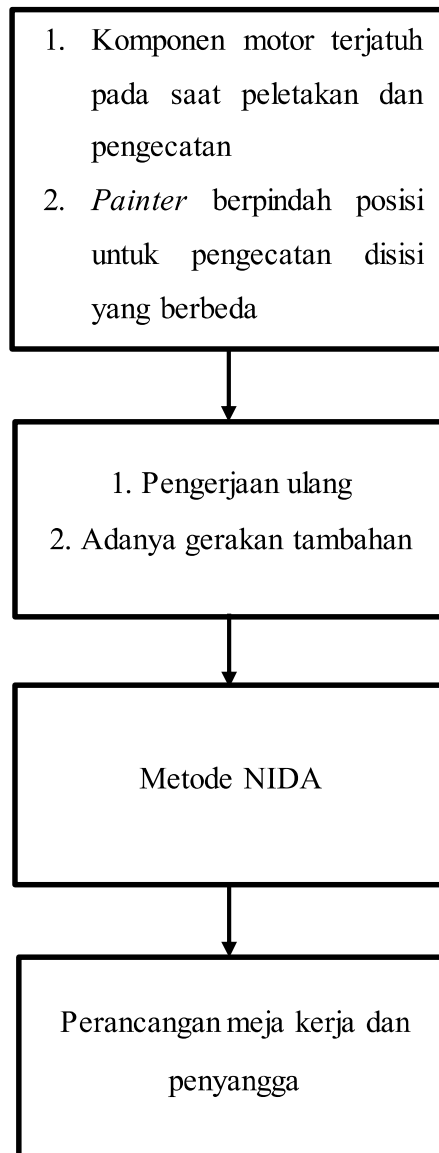 1. Komponen motor terjatuh
pada saat peletakan dan
pengecatan
2. Painter berpindah posisi
untuk pengecatan disisi
yang berbeda
1. Pengerjaan ulang
2. Adanya gerakan tambahan
Metode NIDA
Perancangan meja kerja dan
penyangga